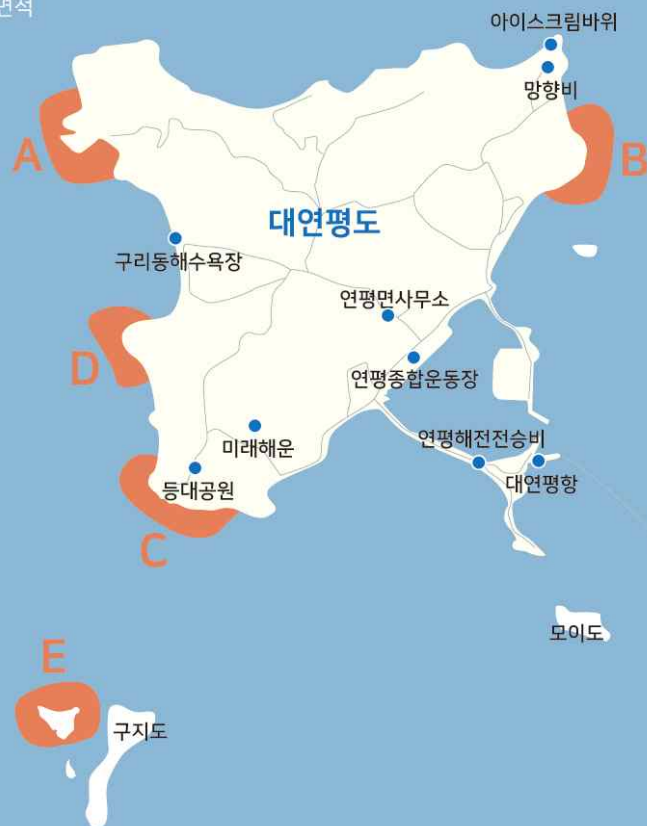 면적
아이스크림바위
망향비
A
B
대연평도
구리동해수욕장
연평면사무소
D
연평종합운동장
연평해전전승비
미래해운
대연평항
등대공원
C
모이도
E
구지도